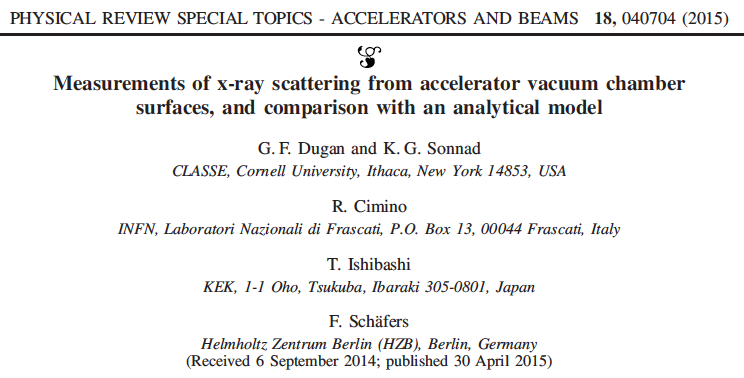 PHYSICAL REVIEW SPECIAL TOPICS - ACCELERATORS AND BEAMS 18, 040704 (2015)
Measurements of x-ray scattering from accelerator vacuum chamber
surfaces, and comparison with an analytical model
G. F. Dugan and K. G. Sonnad
CLASSE, Cornell University, Ithaca, New York 14853, USA
R. Cimino
INFN, Laboratori Nazionali di Frascati, P.O. Box 13, 00044 Frascati, Italy
T. Ishibashi
KEK, 1-1 Oho, Tsukuba, Ibaraki 305-0801, Japan
F. Schäfers
Helmholtz Zentrum Berlin (HZB), Berlin, Germany
(Received 6 September 2014; published 30 April 2015)